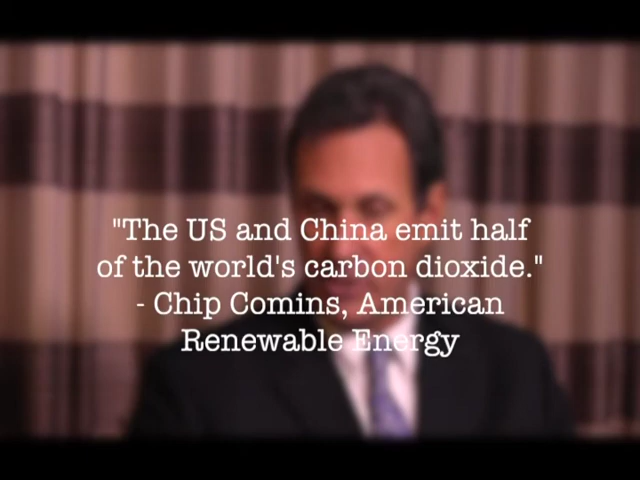 "The US and China emit half
of the world's carbon dioxide."
- Chip Comins, American
Renewable Energy